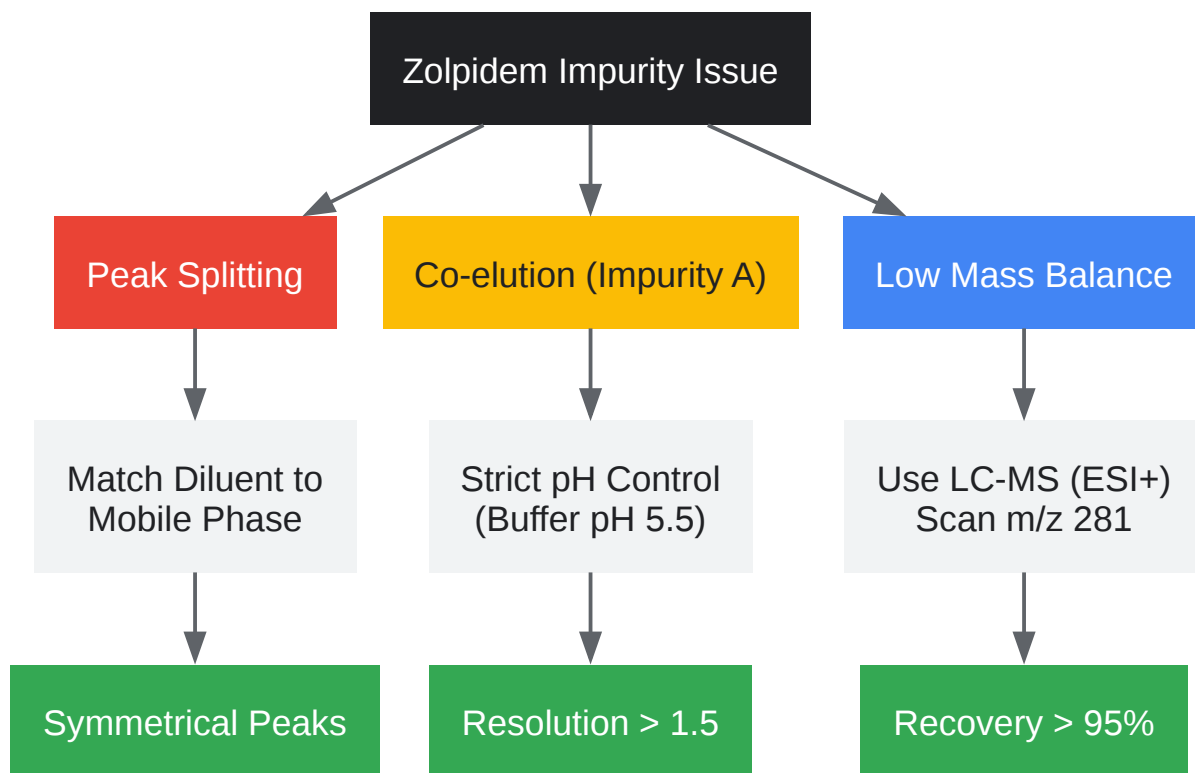 Zolpidem Impurity Issue
Peak Splitting
Co-elution (Impurity A)
Low Mass Balance
Match Diluent to
Mobile Phase
Strict pH Control
(Buffer pH 5.5)
Use LC-MS (ESI+)
Scan m/z 281
Symmetrical Peaks
Resolution > 1.5
Recovery > 95%